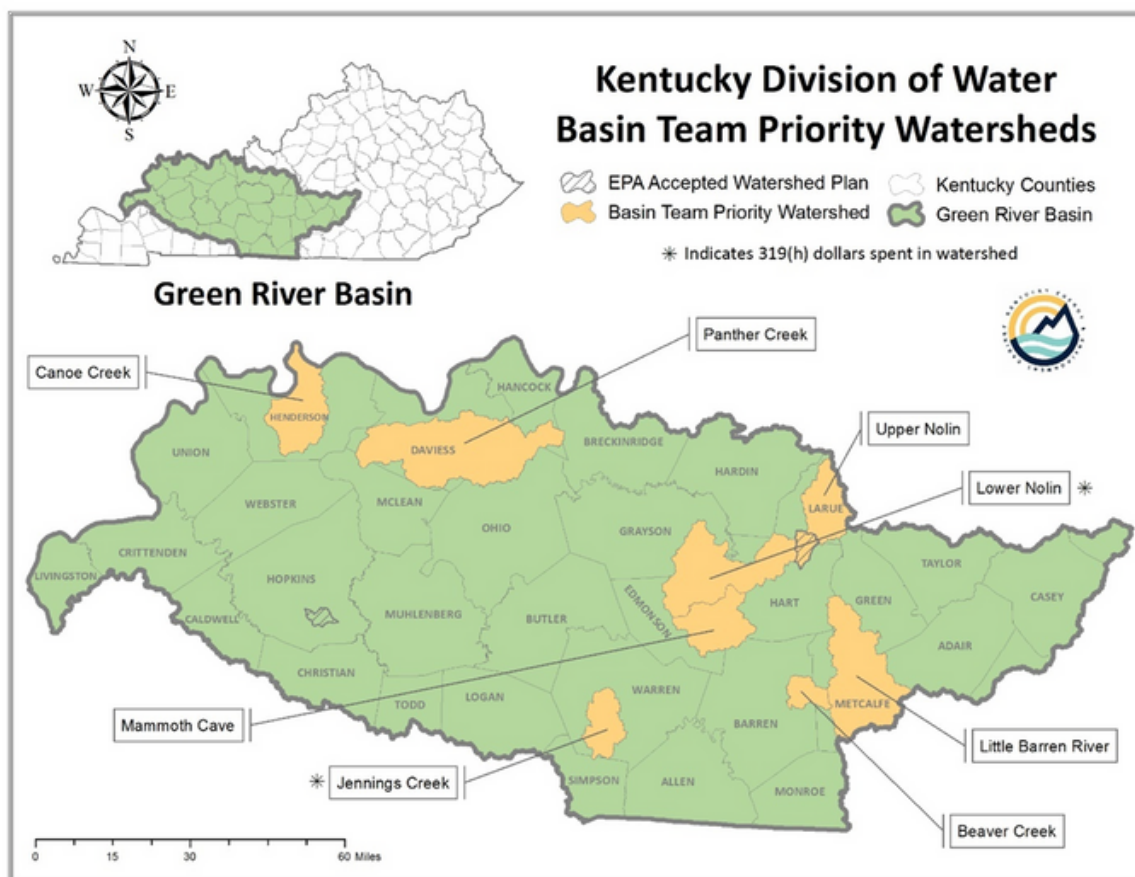 N
W E
S
Kentucky Division of Water
Basin Team Priority Watersheds
EPA Accepted Watershed Plan
Kentucky Counties
Basin Team Priority Watershed
Green River Basin
✳ Indicates 319(h) dollars spent in watershed
Green River Basin
Panther Creek
Canoe Creek
HANCOCK
HENDERSON
UNION
DAVIESS
BRECKINRIDGE
Upper Nolin
HARDIN
Lower Nolin ✳
WEBSTER
MCLEAN
OHIO
GRAYSON
LARUE
CRITTENDEN
LIVINGSTON
HOPKINS
TAYLOR
CASEY
EDMONSON
HART
GREEN
CALDWELL
MUHLENBERG
BUTLER
ADAIR
CHRISTIAN
TODD
LOGAN
WARREN
METCALFE
BARREN
Mammoth Cave
Little Barren River
✳ Jennings Creek
SIMPSON
ALLEN
MONROE
Beaver Creek
0 15 30 60 Miles